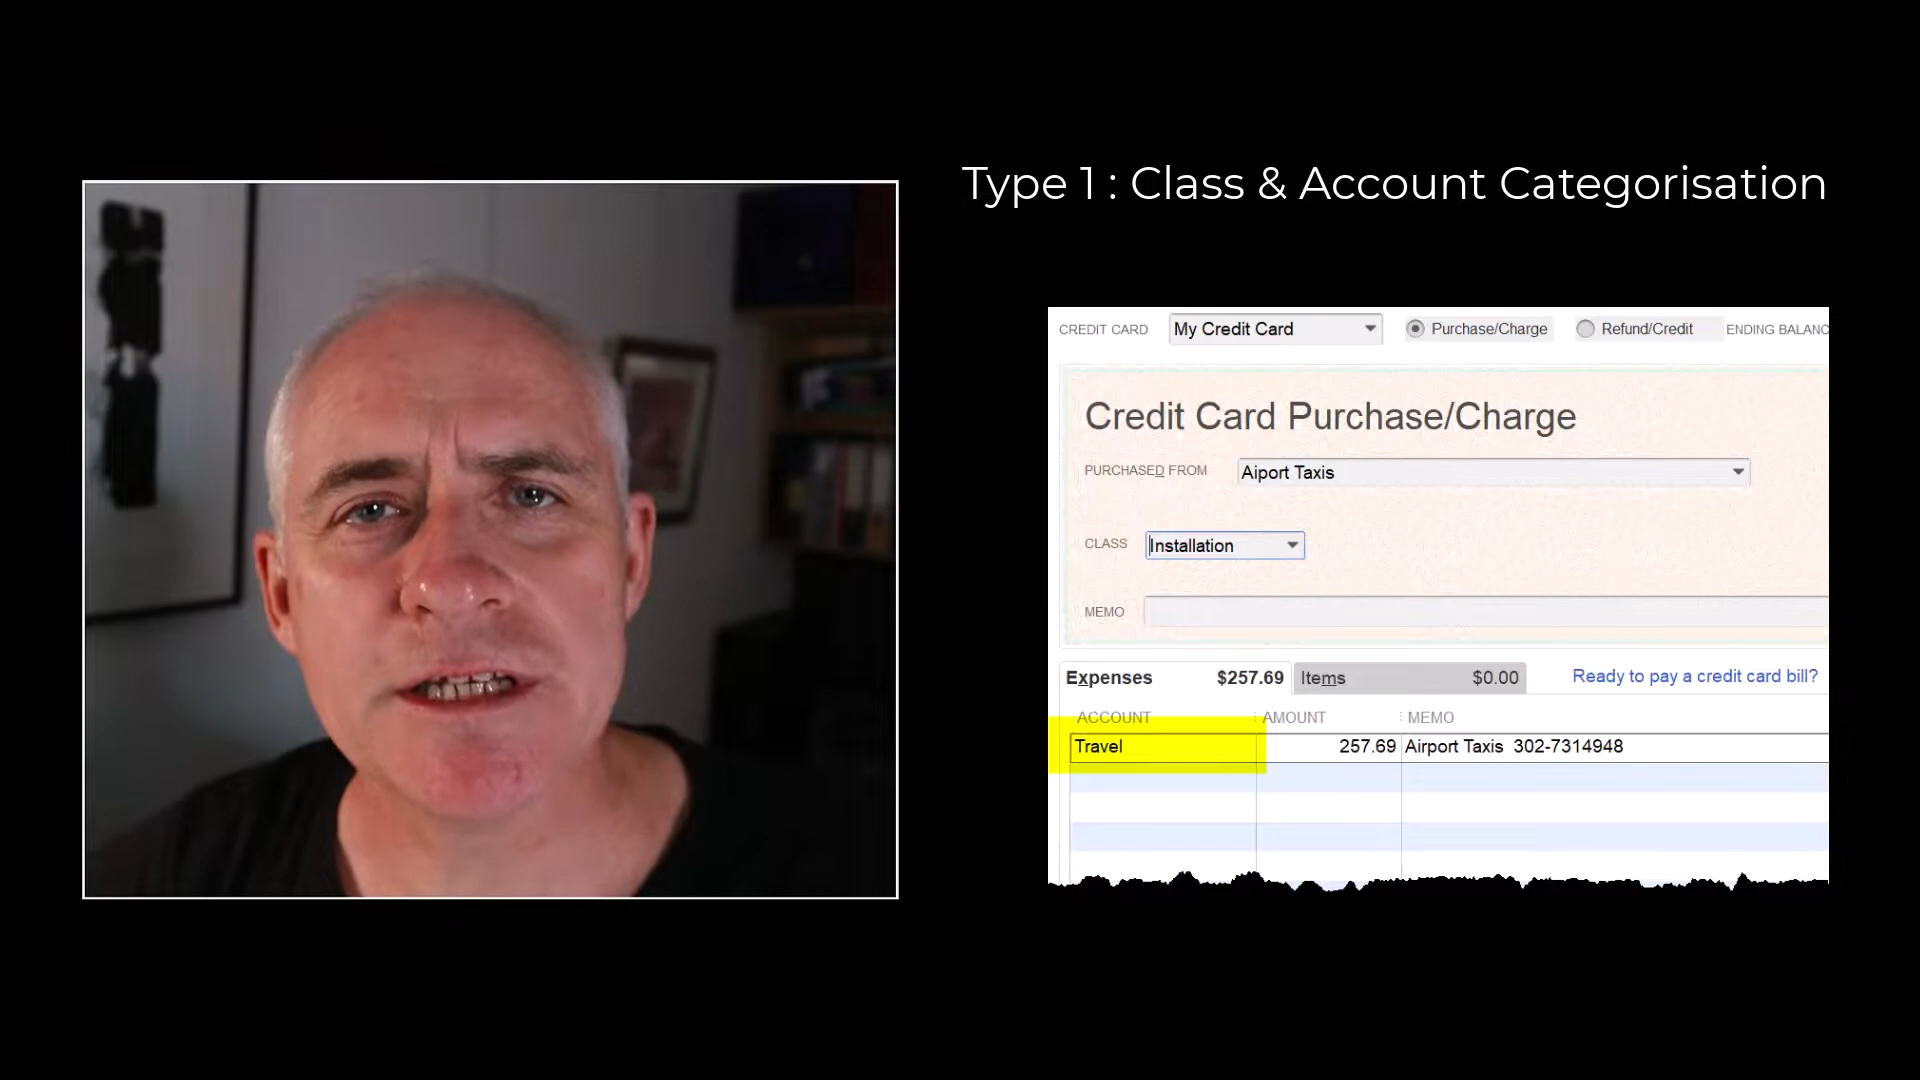 Type 1 : Class & Account Categorisation
CREDIT CARD My Credit Card Purchase/Charge Refund/Credit ENDING BALANC
Credit Card Purchase/Charge
PURCHASED FROM Aiport Taxis
CLASS Installation
MEMO
Expenses $257.69 Items $0.00 Ready to pay a credit card bill?
ACCOUNT AMOUNT MEMO
Travel 257.69 Airport Taxis 302-7314948